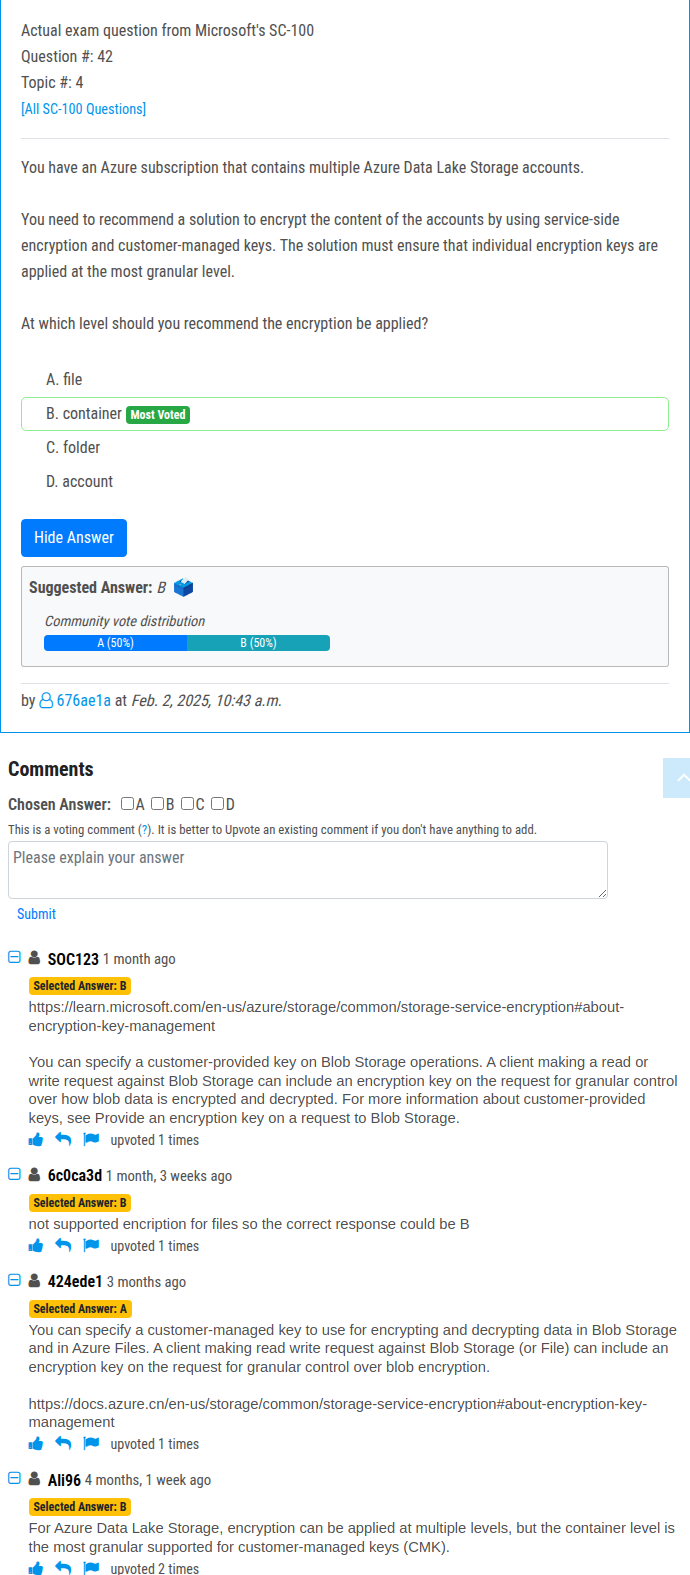 Actual exam question from Microsoft's SC-100
Question #: 42
Topic #: 4
[All SC-100 Questions]
You have an Azure subscription that contains multiple Azure Data Lake Storage accounts.
You need to recommend a solution to encrypt the content of the accounts by using service-side
encryption and customer-managed keys. The solution must ensure that individual encryption keys are
applied at the most granular level.
At which level should you recommend the encryption be applied?
A. file
B. container Most Voted
C. folder
D. account
Hide Answer
Suggested Answer: B
Community vote distribution
A (50%) B (50%)
by 676ae1a at Feb. 2, 2025, 10:43 a.m.
Comments
Chosen Answer: A B C D
This is a voting comment (?). It is better to Upvote an existing comment if you don't have anything to add.
Please explain your answer
Submit
SOC123 1 month ago
Selected Answer: B
https://learn.microsoft.com/en-us/azure/storage/common/storage-service-encryption#about-
encryption-key-management
You can specify a customer-provided key on Blob Storage operations. A client making a read or
write request against Blob Storage can include an encryption key on the request for granular control
over how blob data is encrypted and decrypted. For more information about customer-provided
keys, see Provide an encryption key on a request to Blob Storage.
upvoted 1 times
6c0ca3d 1 month, 3 weeks ago
Selected Answer: B
not supported encription for files so the correct response could be B
upvoted 1 times
424ede1 3 months ago
Selected Answer: A
You can specify a customer-managed key to use for encrypting and decrypting data in Blob Storage
and in Azure Files. A client making read write request against Blob Storage (or File) can include an
encryption key on the request for granular control over blob encryption.
https://docs.azure.cn/en-us/storage/common/storage-service-encryption#about-encryption-key-
management
upvoted 1 times
Ali96 4 months, 1 week ago
Selected Answer: B
For Azure Data Lake Storage, encryption can be applied at multiple levels, but the container level is
the most granular supported for customer-managed keys (CMK).
upvoted 2 times